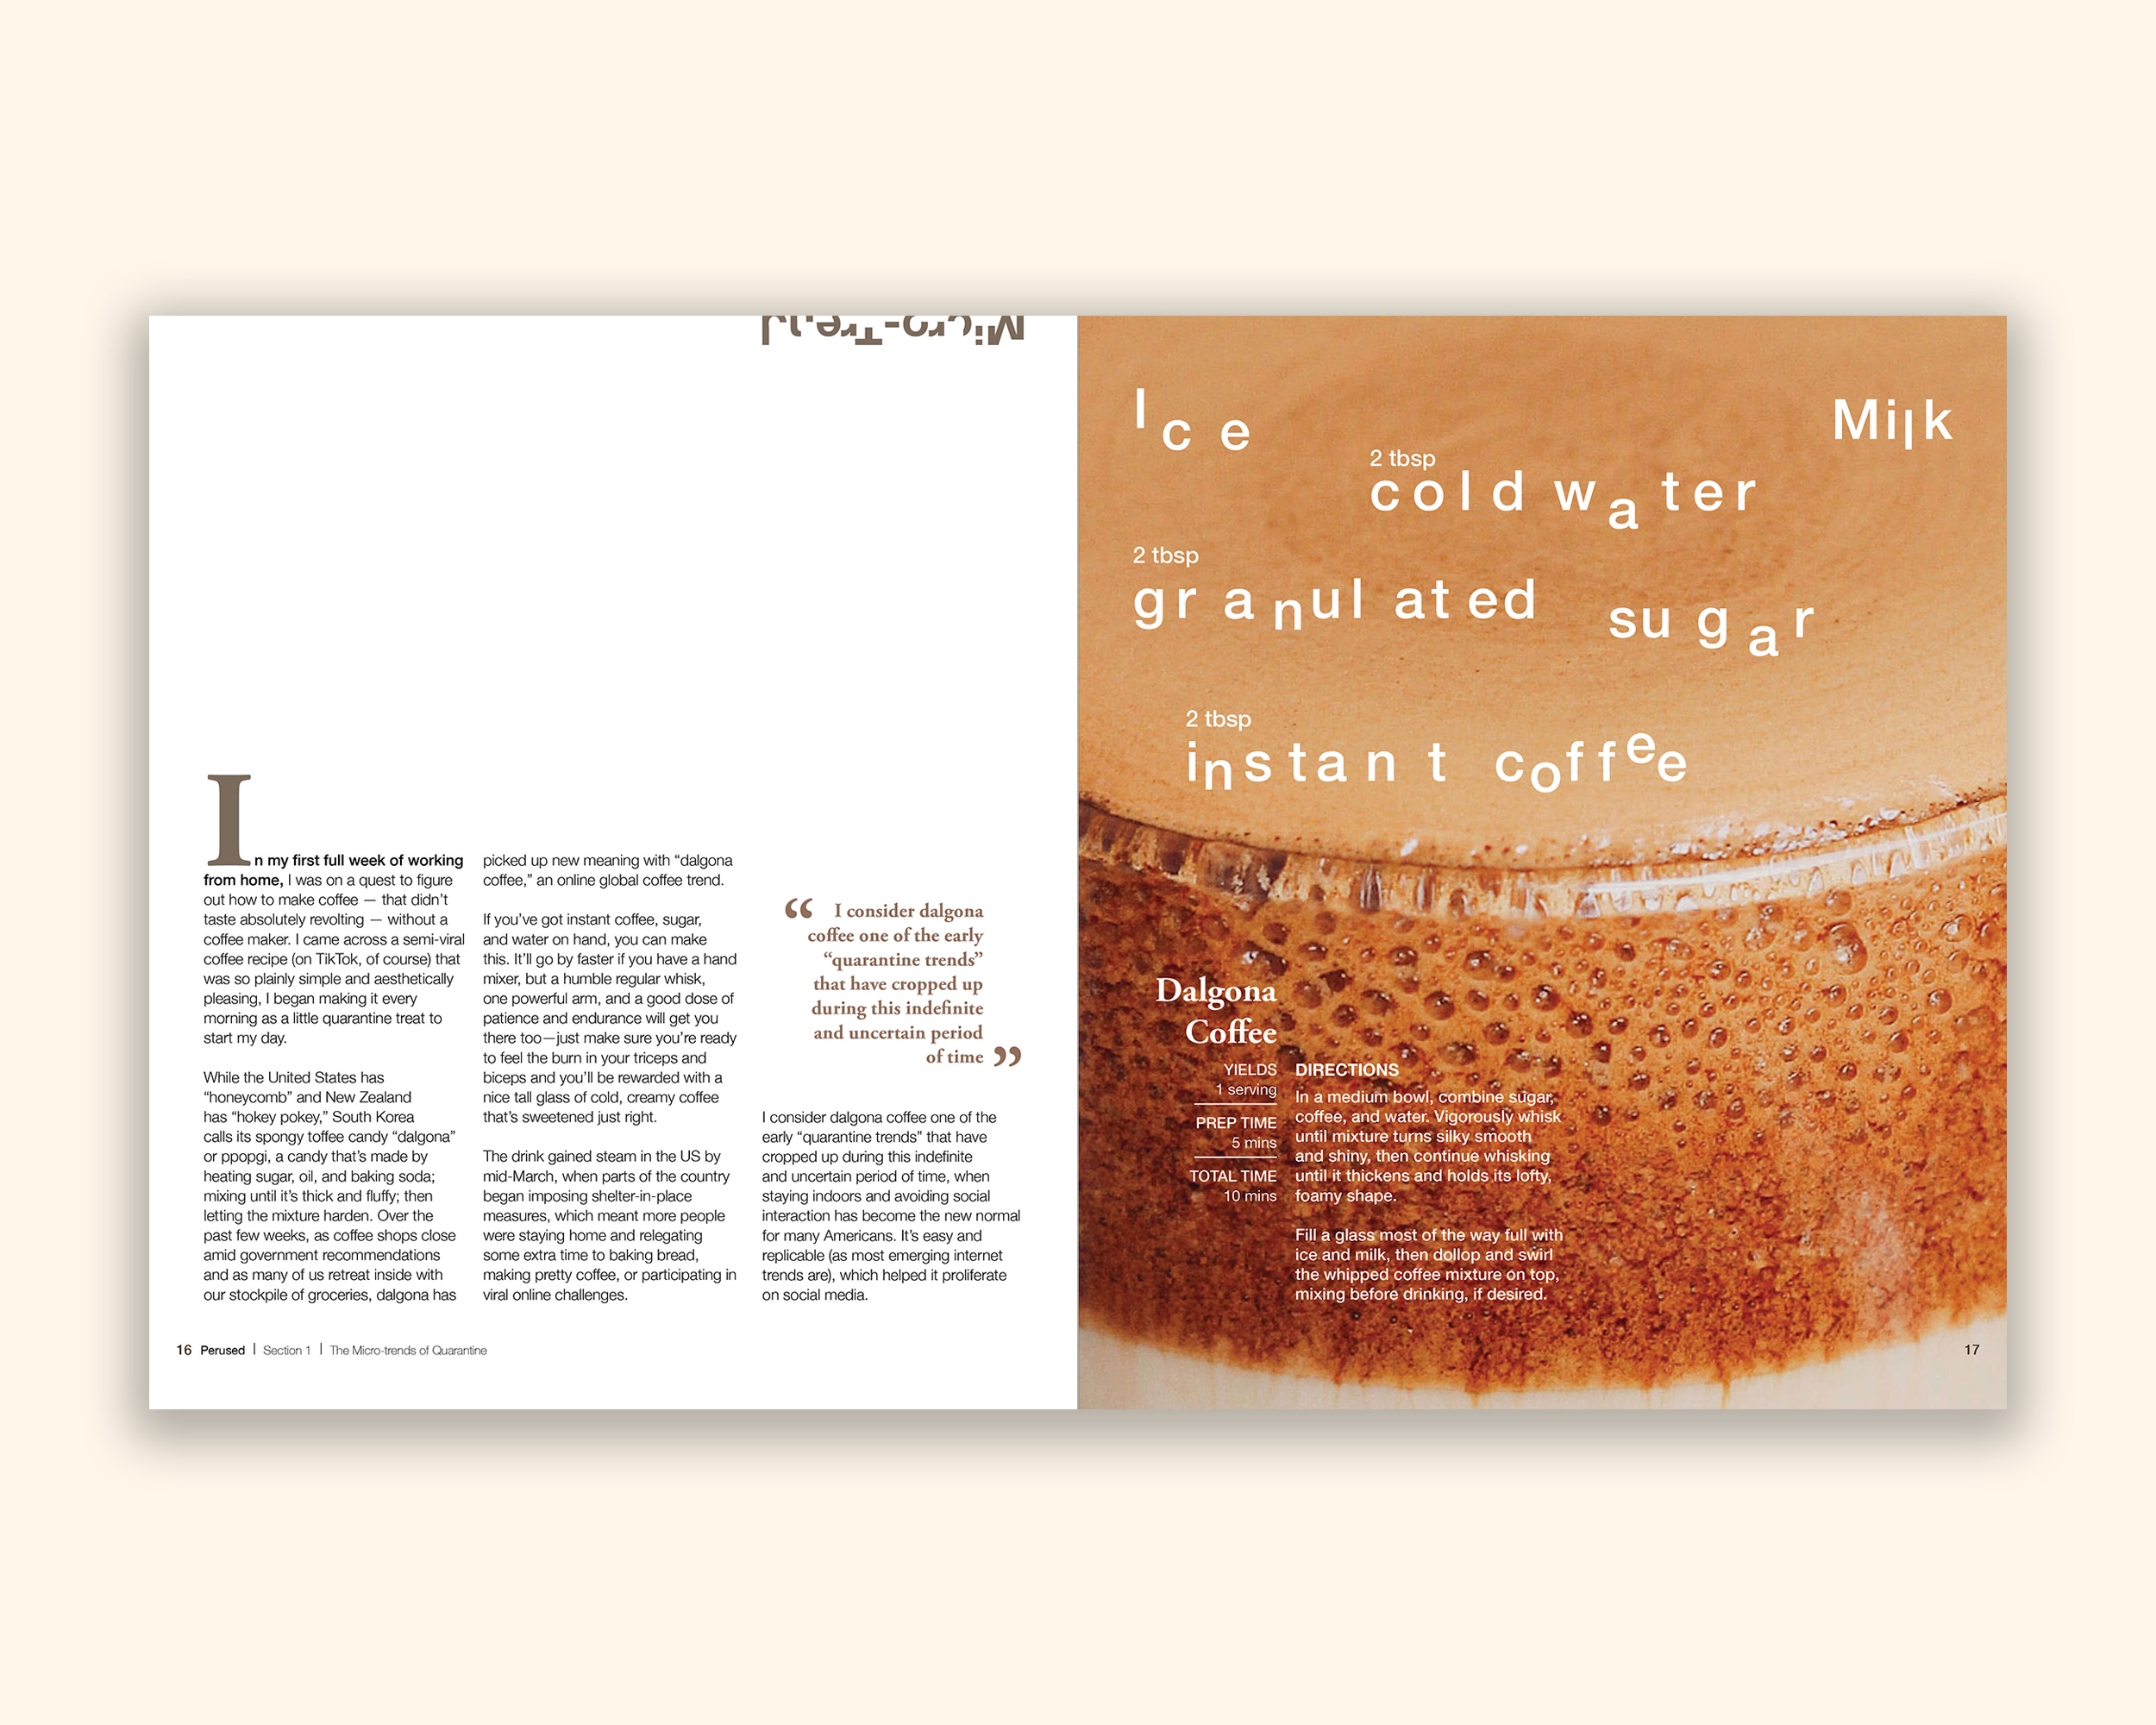 Micro-Trend
In my first full week of working
from home, I was on a quest to figure
out how to make coffee — that didn’t
taste absolutely revolting — without a
coffee maker. I came across a semi-viral
coffee recipe (on TikTok, of course) that
was so plainly simple and aesthetically
pleasing, I began making it every
morning as a little quarantine treat to
start my day.
While the United States has
“honeycomb” and New Zealand
has “hokey pokey,” South Korea
calls its spongy toffee candy “dalgona”
or ppopgi, a candy that’s made by
heating sugar, oil, and baking soda;
mixing until it’s thick and fluffy; then
letting the mixture harden. Over the
past few weeks, as coffee shops close
amid government recommendations
and as many of us retreat inside with
our stockpile of groceries, dalgona has
picked up new meaning with “dalgona
coffee,” an online global coffee trend.
If you’ve got instant coffee, sugar,
and water on hand, you can make
this. It’ll go by faster if you have a hand
mixer, but a humble regular whisk,
one powerful arm, and a good dose of
patience and endurance will get you
there too—just make sure you’re ready
to feel the burn in your triceps and
biceps and you’ll be rewarded with a
nice tall glass of cold, creamy coffee
that’s sweetened just right.
The drink gained steam in the US by
mid-March, when parts of the country
began imposing shelter-in-place
measures, which meant more people
were staying home and relegating
some extra time to baking bread,
making pretty coffee, or participating in
viral online challenges.
“ I consider dalgona
coffee one of the early
“quarantine trends”
that have cropped up
during this indefinite
and uncertain period
of time ”
I consider dalgona coffee one of the
early “quarantine trends” that have
cropped up during this indefinite
and uncertain period of time, when
staying indoors and avoiding social
interaction has become the new normal
for many Americans. It’s easy and
replicable (as most emerging internet
trends are), which helped it proliferate
on social media.
16 Perused | Section 1 | The Micro-trends of Quarantine
Ice
Milk
2 tbsp
cold water
2 tbsp
granulated sugar
2 tbsp
instant coffee
Dalgona
Coffee
YIELDS
1 serving
PREP TIME
5 mins
TOTAL TIME
10 mins
DIRECTIONS
In a medium bowl, combine sugar,
coffee, and water. Vigorously whisk
until mixture turns silky smooth
and shiny, then continue whisking
until it thickens and holds its lofty,
foamy shape.
Fill a glass most of the way full with
ice and milk, then dollop and swirl
the whipped coffee mixture on top,
mixing before drinking, if desired.
17